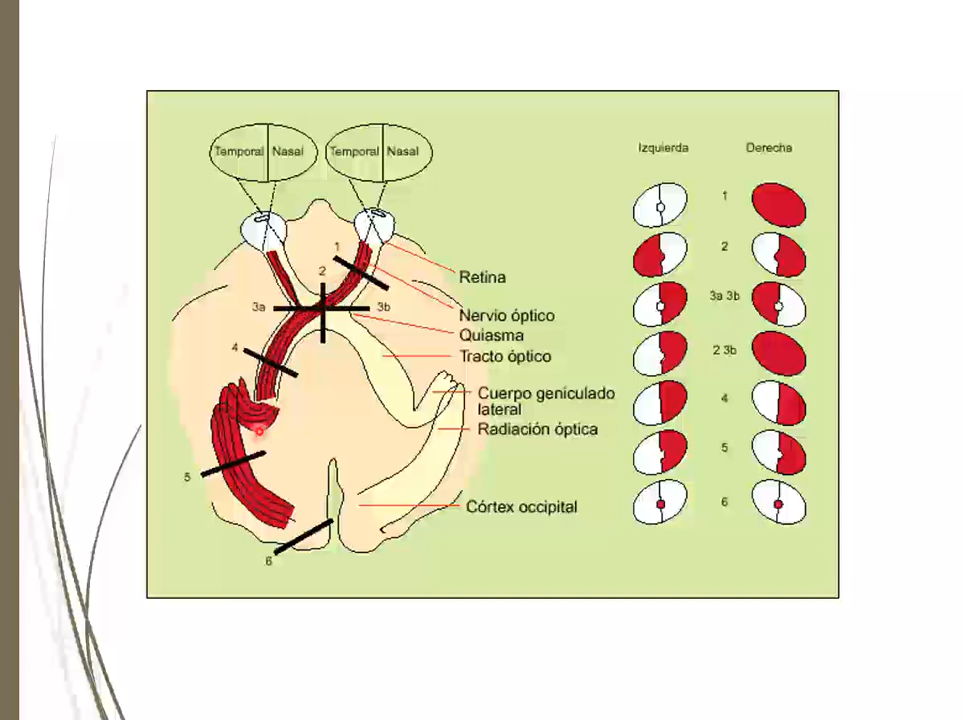 Temporal Nasal Temporal Nasal
Izquierda Derecha
1
2
3a 3b
4
5
6
Retina
Nervio óptico
Quiasma
Tracto óptico
Cuerpo geniculado
lateral
Radiación óptica
Córtex occipital
1
2
3a 3b
2 3b
4
5
6